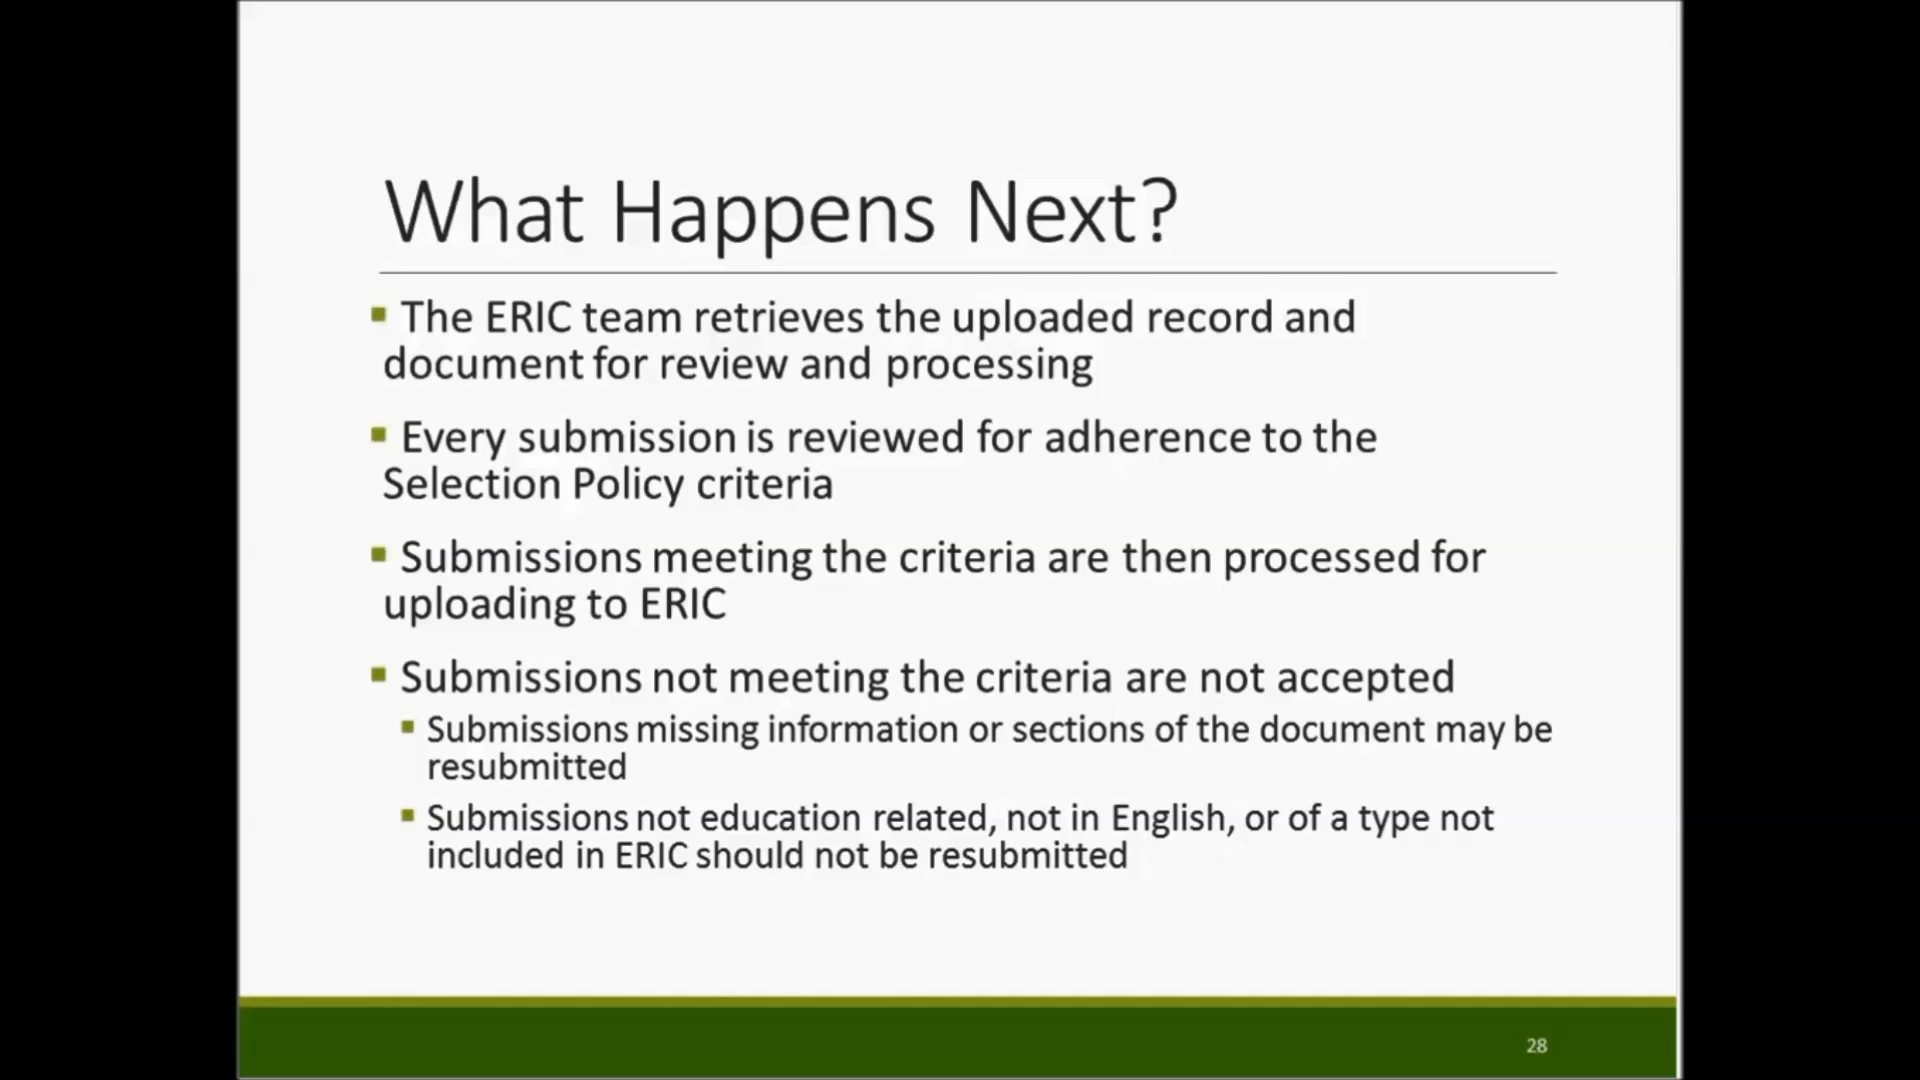 What Happens Next?
The ERIC team retrieves the uploaded record and
document for review and processing
Every submission is reviewed for adherence to the
Selection Policy criteria
Submissions meeting the criteria are then processed for
uploading to ERIC
Submissions not meeting the criteria are not accepted
Submissions missing information or sections of the document may be
resubmitted
Submissions not education related, not in English, or of a type not
included in ERIC should not be resubmitted
28